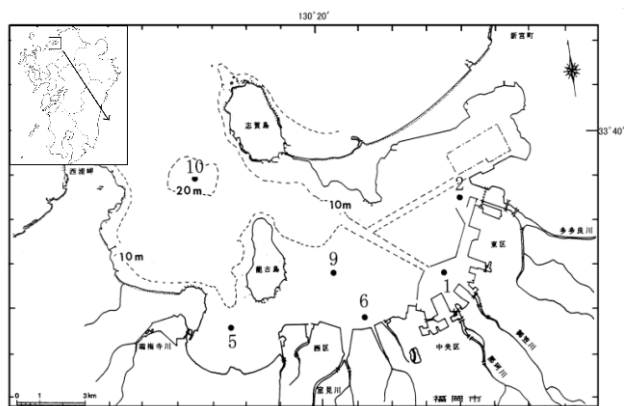 130°20′
新宮町
志賀島
33°40′
10
西浦岬
20m
10m
2
多多良川
東区
能古島
10m
9
1
6
5
瑞梅寺川
西区
中央区
御笠川
那珂川
室見川
0 1 3km
福岡市